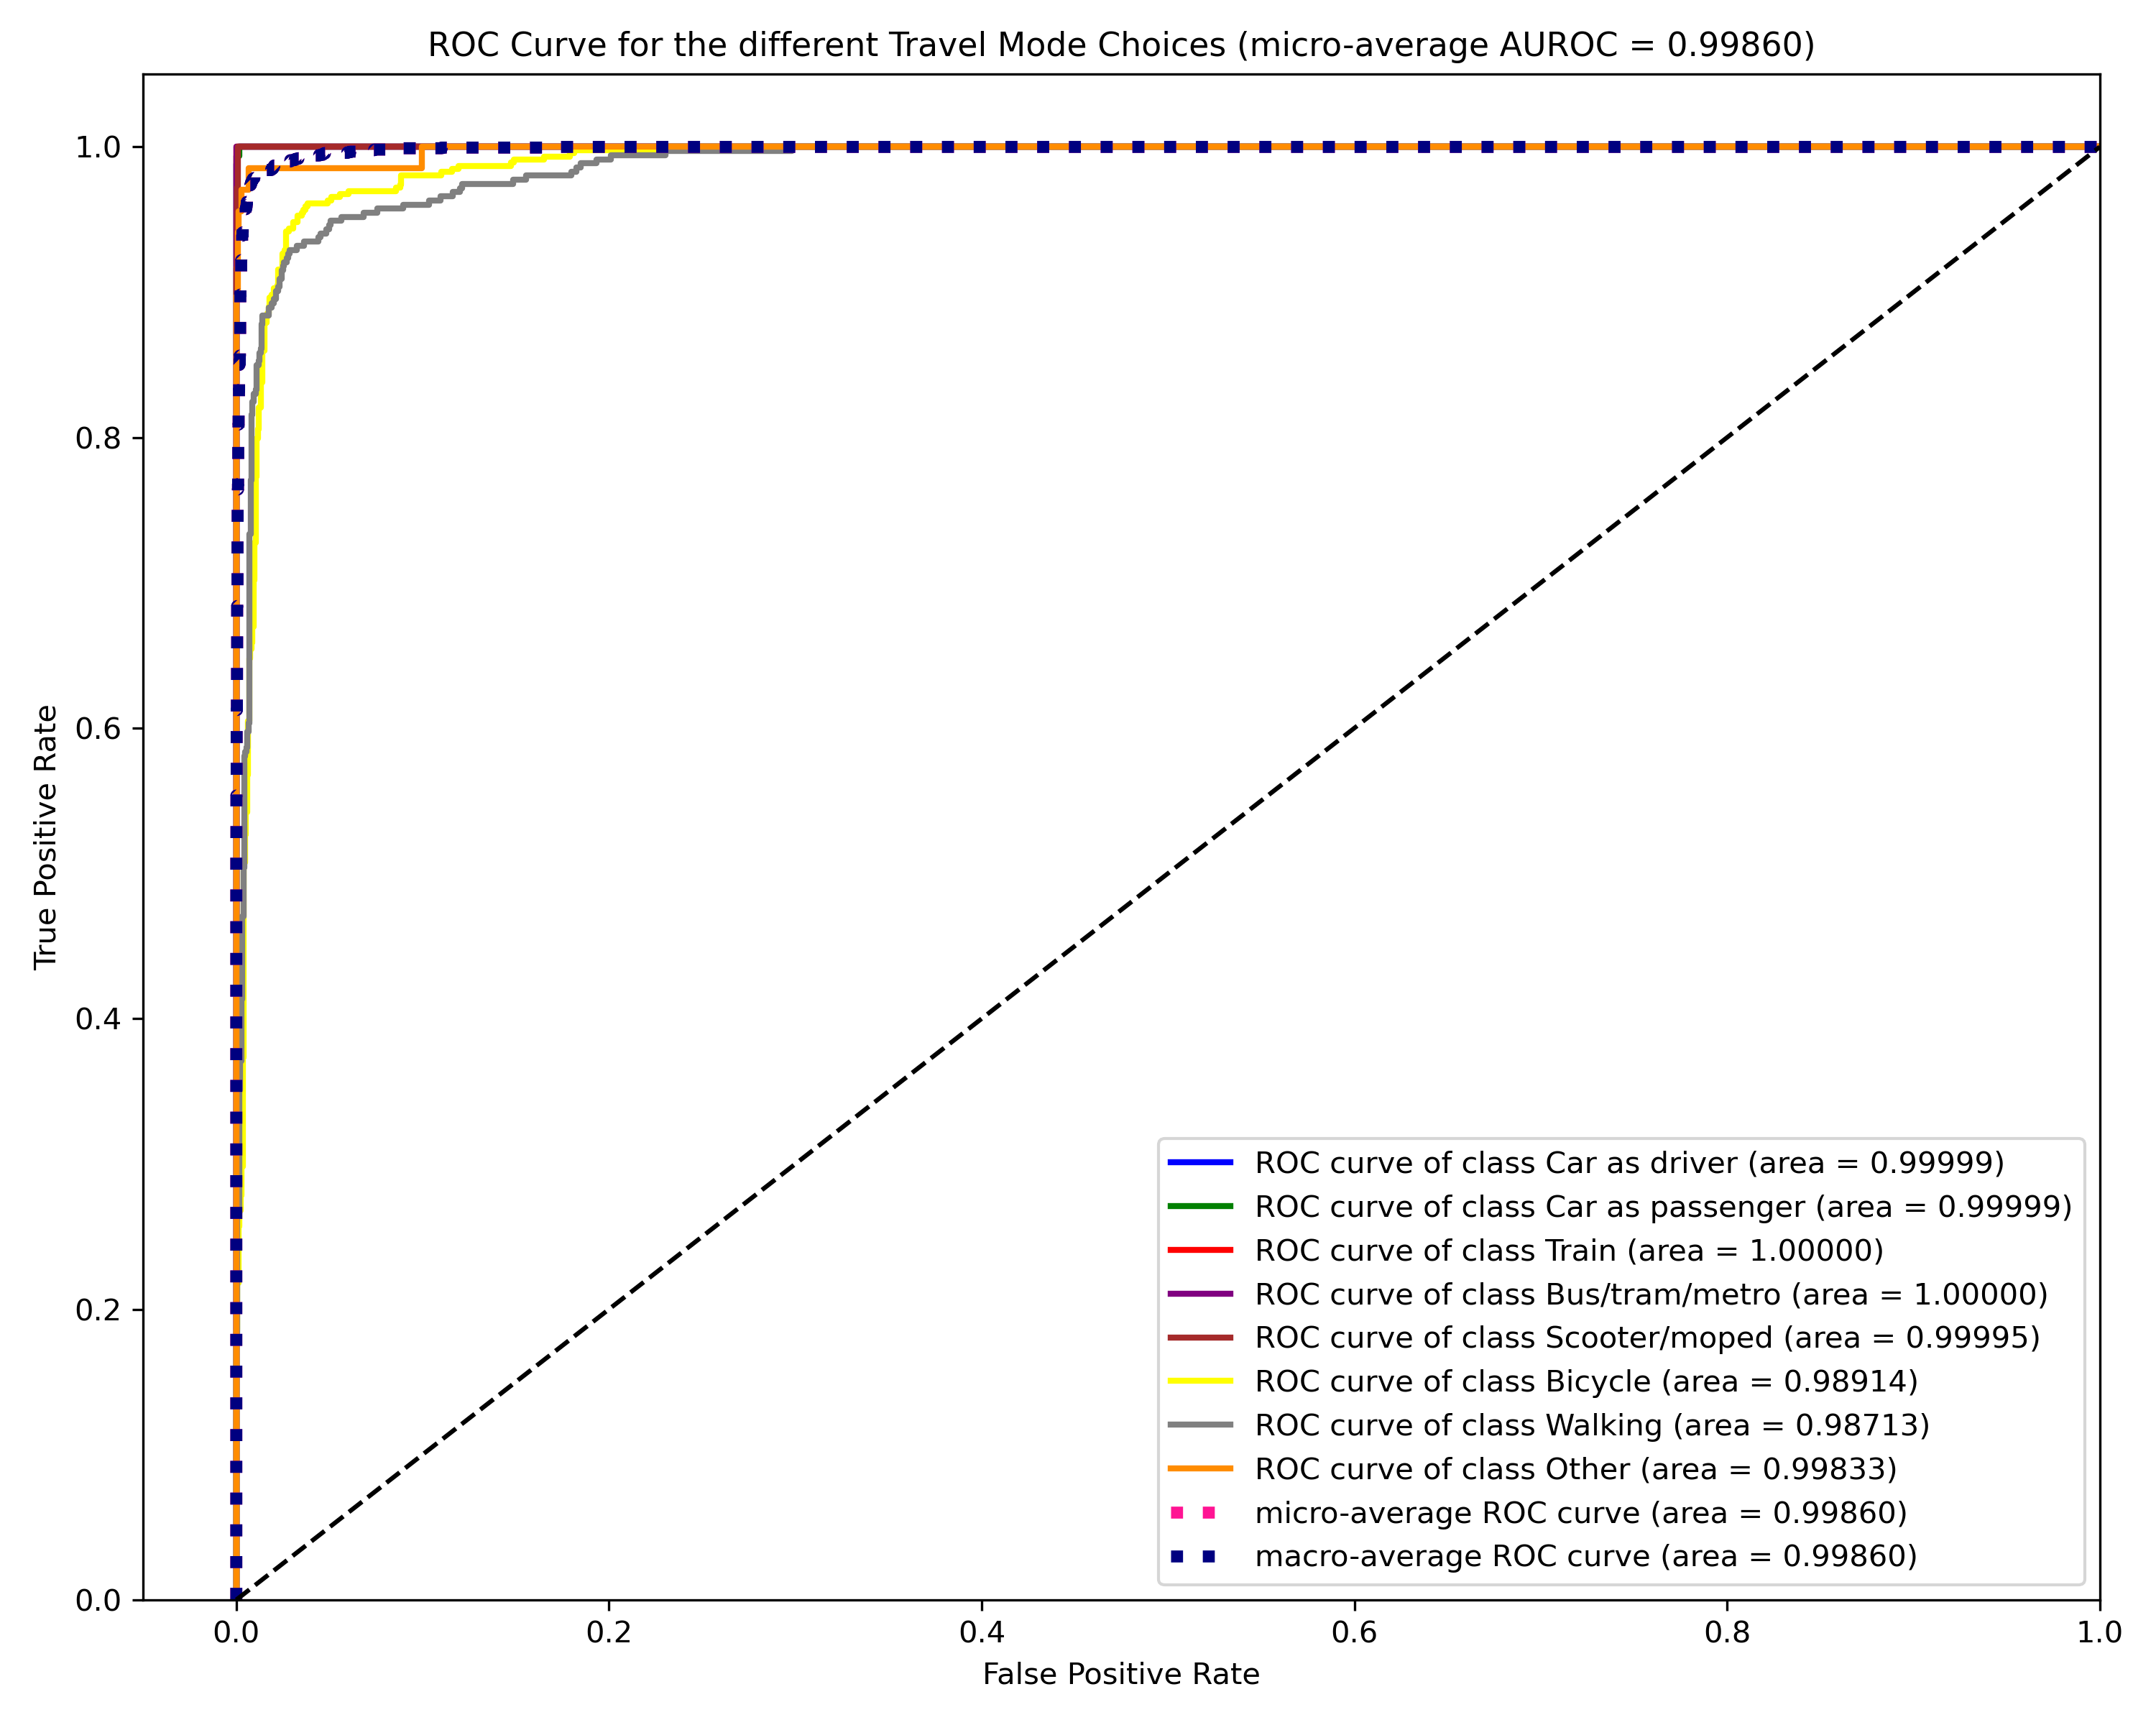 ROC Curve for the different Travel Mode Choices (micro-average AUROC = 0.99860)
1.0
0.8
0.6
0.4
0.2
0.0
True Positive Rate
ROC curve of class Car as driver (area = 0.99999)
ROC curve of class Car as passenger (area = 0.99999)
ROC curve of class Train (area = 1.00000)
ROC curve of class Bus/tram/metro (area = 1.00000)
ROC curve of class Scooter/moped (area = 0.99995)
ROC curve of class Bicycle (area = 0.98914)
ROC curve of class Walking (area = 0.98713)
ROC curve of class Other (area = 0.99833)
micro-average ROC curve (area = 0.99860)
macro-average ROC curve (area = 0.99860)
0.0 0.2 0.4 0.6 0.8 1.0
False Positive Rate